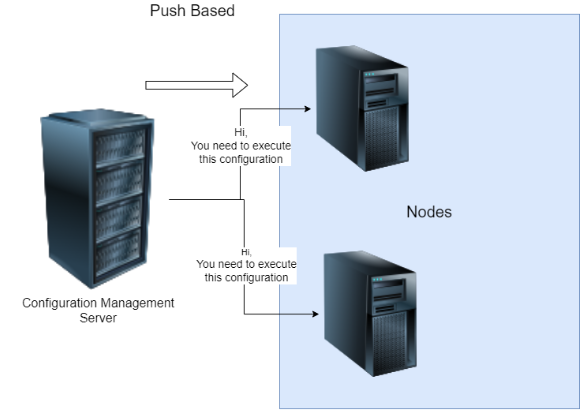 Push Based
Hi,
You need to execute
this configuration
Nodes
Hi,
You need to execute
this configuration
Configuration Management
Server